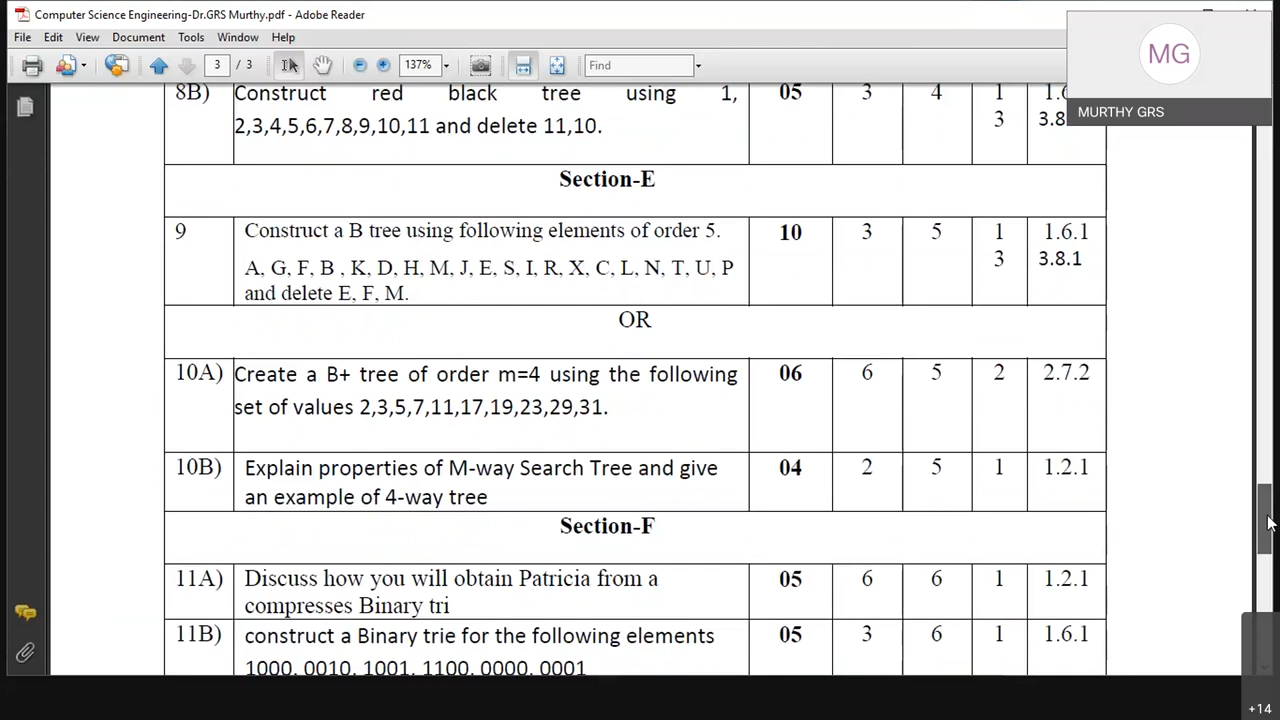 Computer Science Engineering-Dr.GRS Murthy.pdf - Adobe Reader
File Edit View Document Tools Window Help
3 / 3 137% Find
MG
MURTHY GRS
8B) Construct red black tree using 1, 05 3 4 1
2,3,4,5,6,7,8,9,10,11 and delete 11,10. 3
Section-E
9 Construct a B tree using following elements of order 5. 10 3 5 1 1.6.1
3 3.8.1
A, G, F, B , K, D, H, M, J, E, S, I, R, X, C, L, N, T, U, P
and delete E, F, M.
OR
10A) Create a B+ tree of order m=4 using the following 06 6 5 2 2.7.2
set of values 2,3,5,7,11,17,19,23,29,31.
10B) Explain properties of M-way Search Tree and give 04 2 5 1 1.2.1
an example of 4-way tree
Section-F
11A) Discuss how you will obtain Patricia from a 05 6 6 1 1.2.1
compresses Binary tri
11B) construct a Binary trie for the following elements 05 3 6 1 1.6.1
1000, 0010, 1001, 1100, 0000, 0001
+14